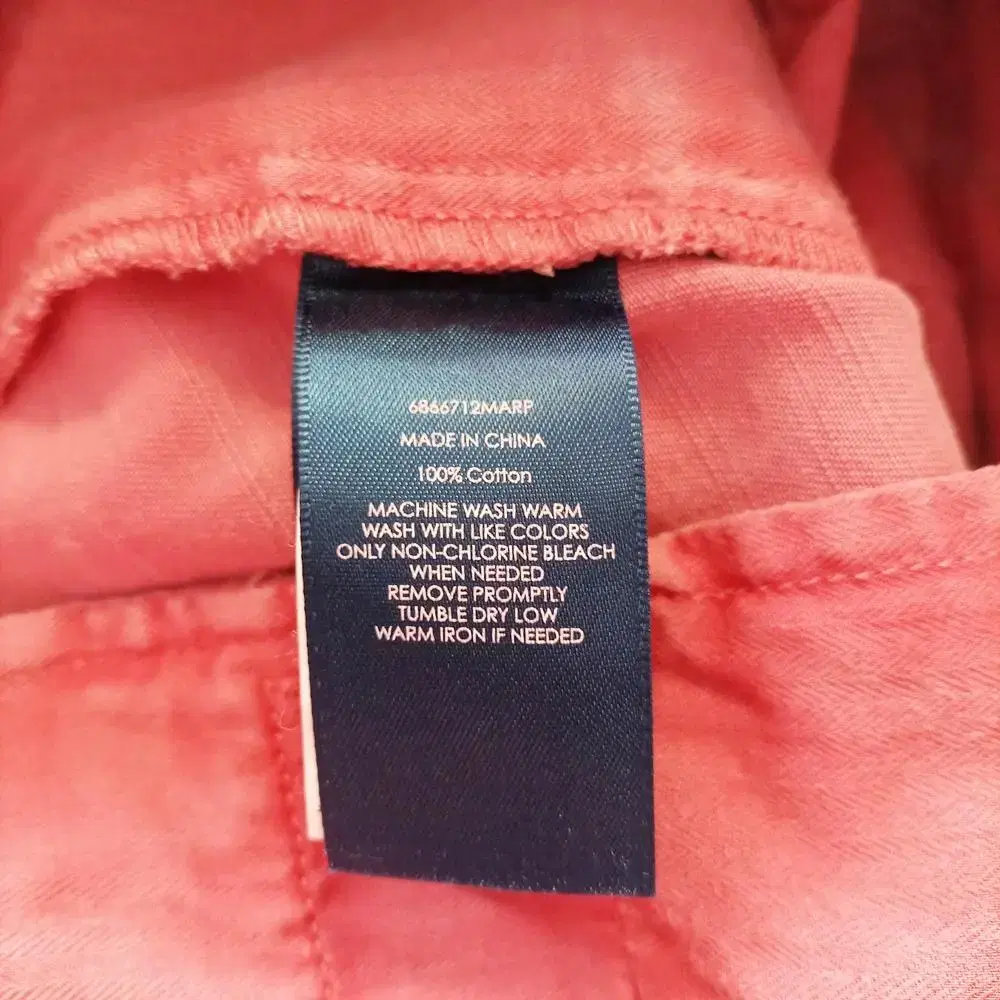 6866712MARP
MADE IN CHINA
100% Cotton
MACHINE WASH WARM
WASH WITH LIKE COLORS
ONLY NON-CHLORINE BLEACH
WHEN NEEDED
REMOVE PROMPTLY
TUMBLE DRY LOW
WARM IRON IF NEEDED